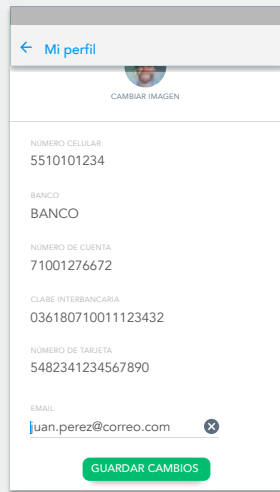 Mi perfil
CAMBIAR IMAGEN
NÚMERO CELULAR
5510101234
BANCO
BANCO
NÚMERO DE CUENTA
71001276672
CLABE INTERBANCARIA
036180710011123432
NÚMERO DE TARJETA
5482341234567890
EMAIL
juan.perez@correo.com
GUARDAR CAMBIOS